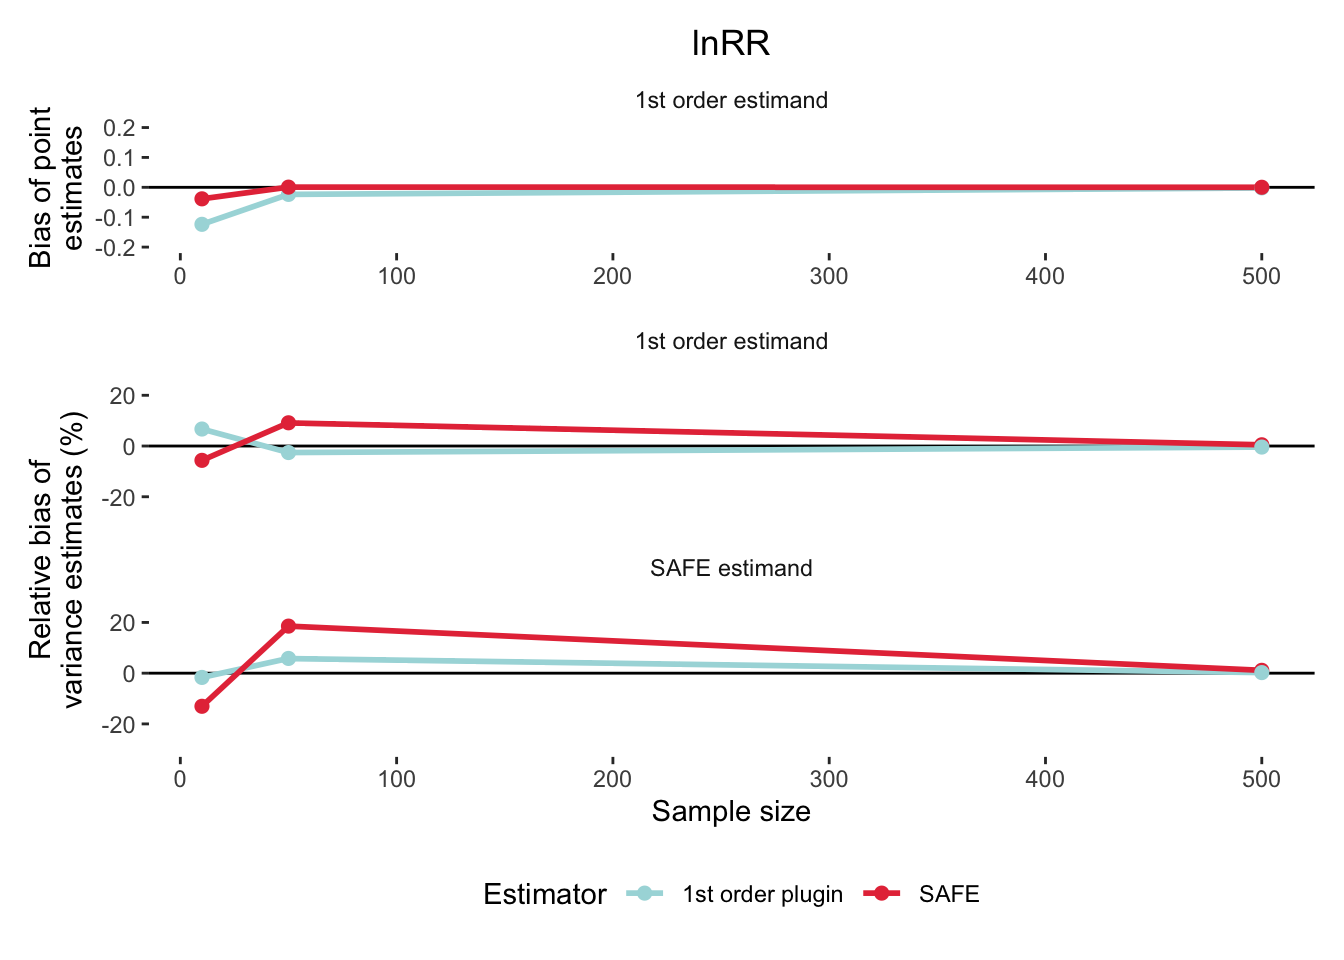 lnRR
1st order estimand
Bias of point
estimates
0.2
0.1
0.0
-0.1
-0.2
0 100 200 300 400 500
1st order estimand
Relative bias of
variance estimates (%)
20
0
-20
SAFE estimand
20
0
-20
0 100 200 300 400 500
Sample size
Estimator 1st order plugin SAFE